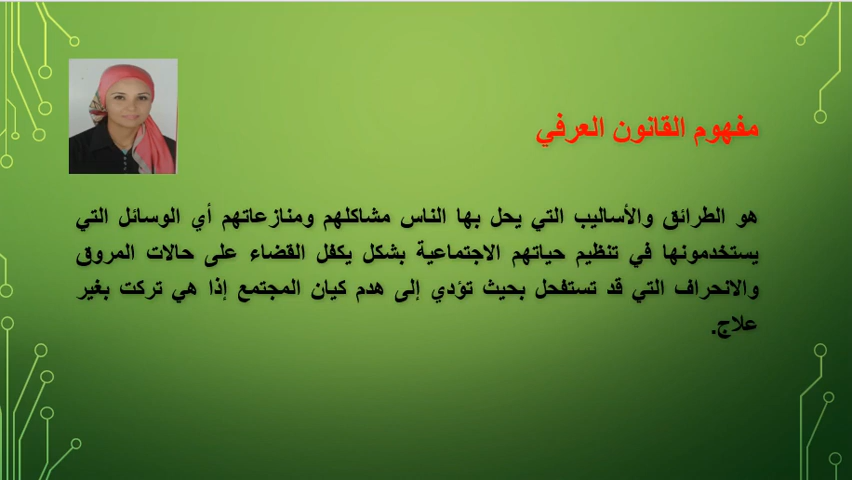 مفهوم القانون العرفي
هو الطرائق والأساليب التي يحل بها الناس مشاكلهم ومنازعاتهم أي الوسائل التي
يستخدمونها في تنظيم حياتهم الاجتماعية بشكل يكفل القضاء على حالات المروق
والانحراف التي قد تستفحل بحيث تؤدي إلى هدم كيان المجتمع إذا هي تركت بغير
علاج.